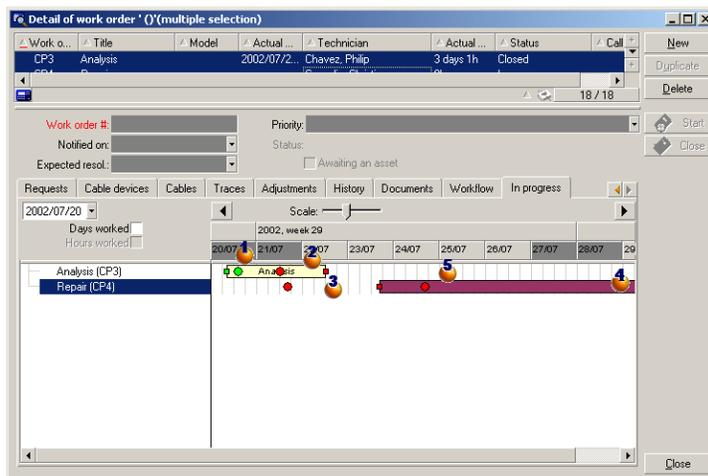 Detail of work order ' ()'(multiple selection)
Work o... Title Model Actual ... Technician Actual ... Status Call
CP3 Analysis 2002/07/2... Chavez, Philip 3 days 1h Closed
18 / 18
New
Duplicate
Delete
Start
Close
Work order #: Priority:
Notified on: Status:
Expected resol.: Awaiting an asset
Requests Cable devices Cables Traces Adjustments History Documents Workflow In progress
2002/07/20 Scale:
Days worked 2002, week 29
Hours worked
20/07 21/07 22/07 23/07 24/07 25/07 26/07 27/07 28/07 29
1 2 3 4 5
Analysis (CP3) Analysis
Repair (CP4)
Close